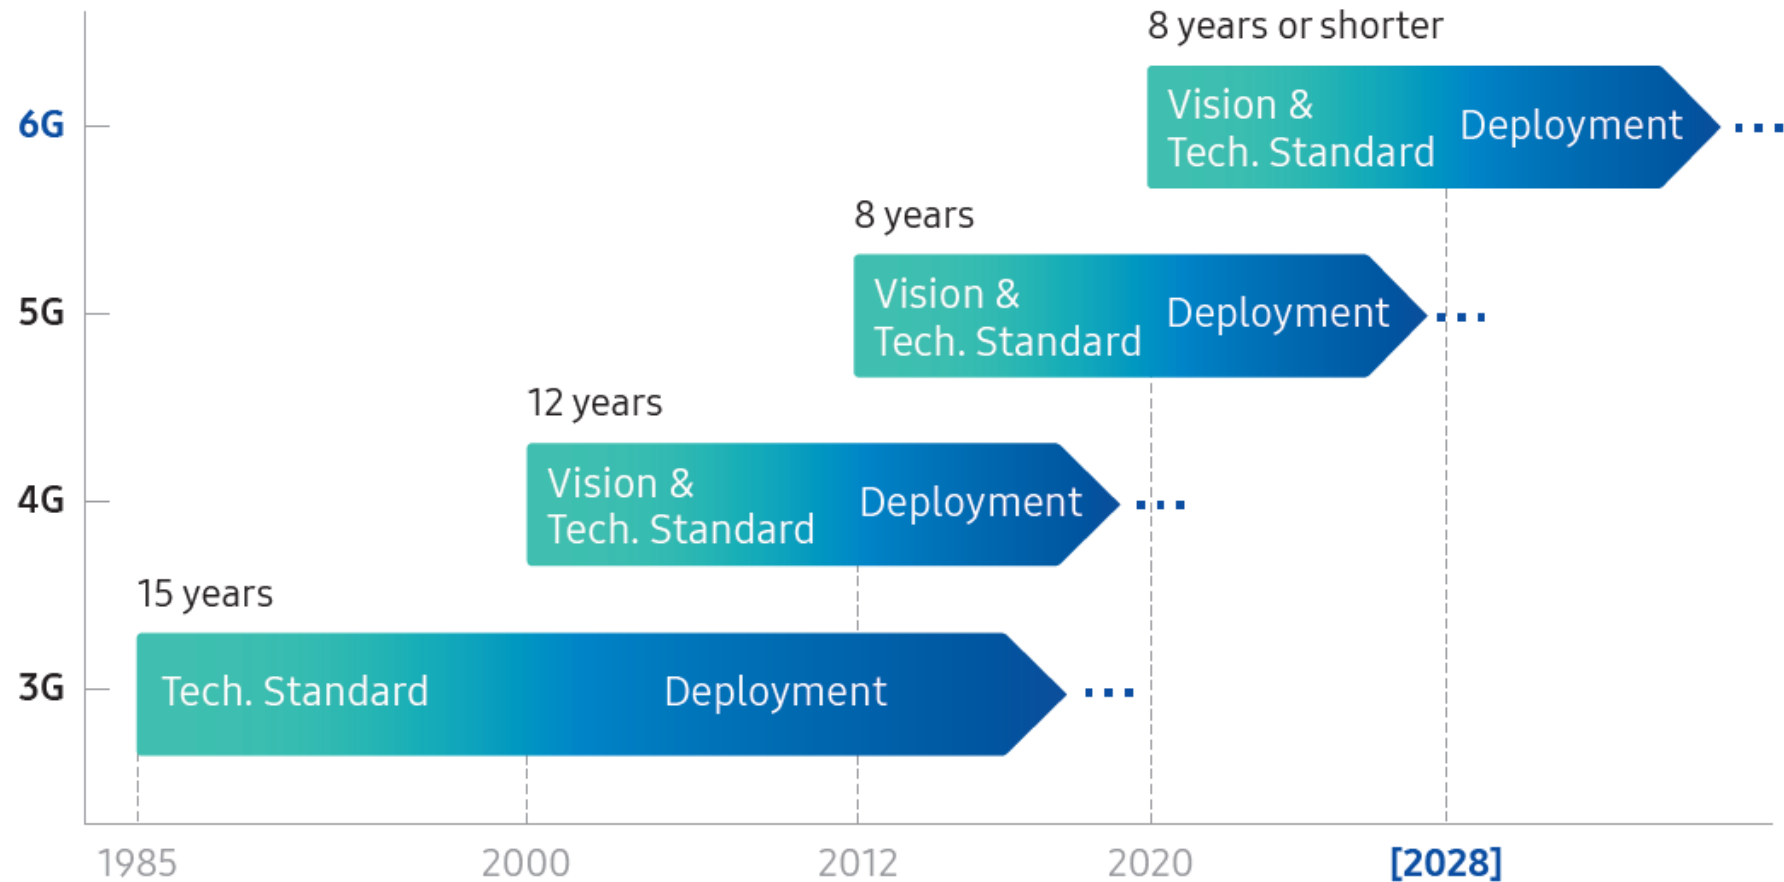 8 years or shorter
6G
Vision &
Tech. Standard
Deployment
8 years
5G
Vision &
Tech. Standard
Deployment
12 years
4G
Vision &
Tech. Standard
Deployment
15 years
3G
Tech. Standard
Deployment
1985
2000
2012
2020
[2028]